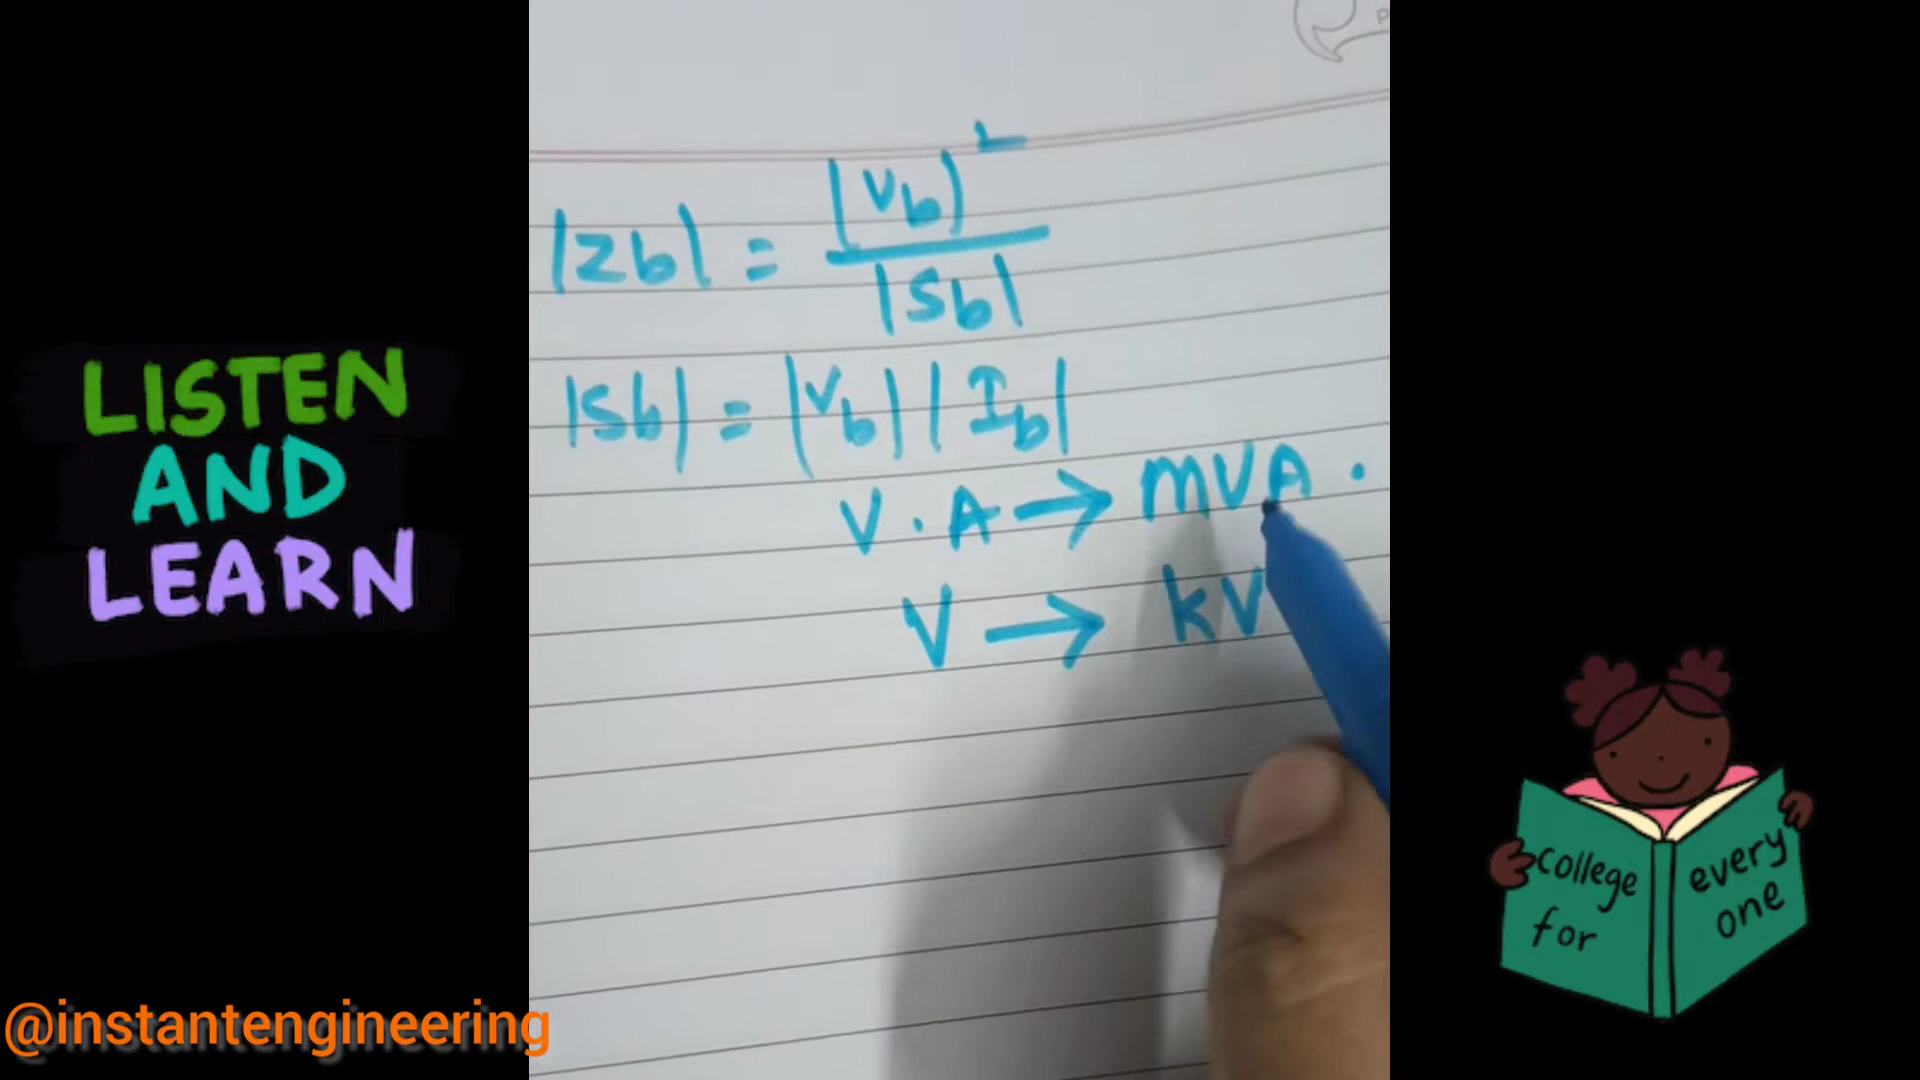 LISTEN
AND
LEARN
|Zb| = |Vb|²
|Sb|
|Sb| = |Vb| |Ib|
V . A → MVA .
V → kV
college
for
every
one
@instantengineering